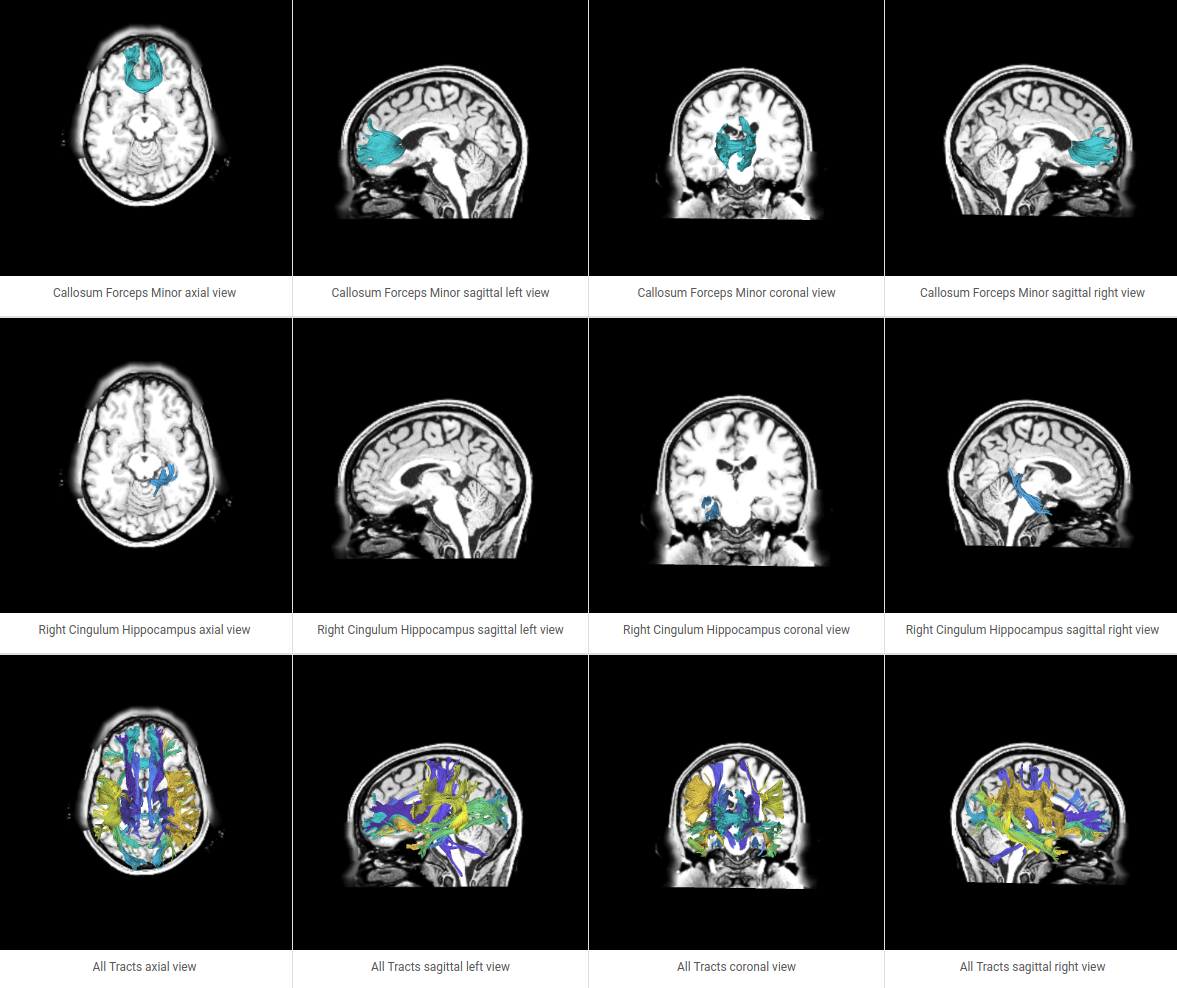 Callosum Forceps Minor axial view
Callosum Forceps Minor sagittal left view
Callosum Forceps Minor coronal view
Callosum Forceps Minor sagittal right view
Right Cingulum Hippocampus axial view
Right Cingulum Hippocampus sagittal left view
Right Cingulum Hippocampus coronal view
Right Cingulum Hippocampus sagittal right view
All Tracts axial view
All Tracts sagittal left view
All Tracts coronal view
All Tracts sagittal right view